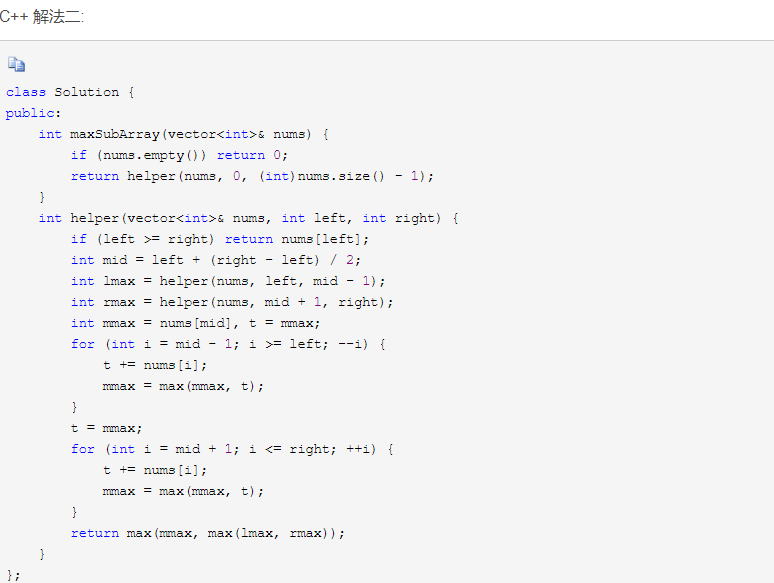 C++ 解法二:
class Solution {
public:
    int maxSubArray(vector<int>& nums) {
        if (nums.empty()) return 0;
        return helper(nums, 0, (int)nums.size() - 1);
    }
    int helper(vector<int>& nums, int left, int right) {
        if (left >= right) return nums[left];
        int mid = left + (right - left) / 2;
        int lmax = helper(nums, left, mid - 1);
        int rmax = helper(nums, mid + 1, right);
        int mmax = nums[mid], t = mmax;
        for (int i = mid - 1; i >= left; --i) {
            t += nums[i];
            mmax = max(mmax, t);
        }
        t = mmax;
        for (int i = mid + 1; i <= right; ++i) {
            t += nums[i];
            mmax = max(mmax, t);
        }
        return max(mmax, max(lmax, rmax));
    }
};